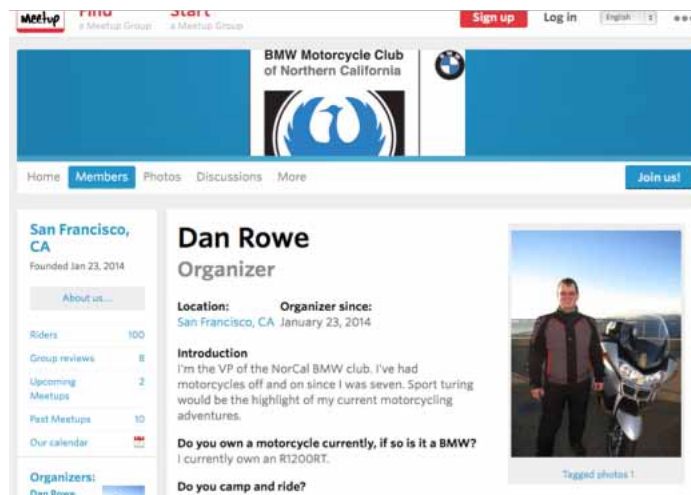 Meetup
Find
a Meetup Group
Start
a Meetup Group
Sign up
Log in
English
BMW Motorcycle Club
of Northern California
Home
Members
Photos
Discussions
More
Join us!
San Francisco,
CA
Founded Jan 23, 2014
About us...
Riders 100
Group reviews 8
Upcoming
Meetups 2
Past Meetups 10
Our calendar
Organizers:
Dan Rowe
Dan Rowe
Organizer
Location: Organizer since:
San Francisco, CA January 23, 2014
Introduction
I'm the VP of the NorCal BMW club. I've had
motorcycles off and on since I was seven. Sport turing
would be the highlight of my current motorcycling
adventures.
Do you own a motorcycle currently, if so is it a BMW?
I currently own an R1200RT.
Do you camp and ride?
Tagged photos 1